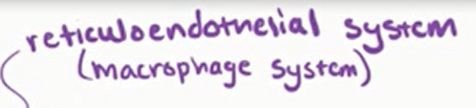 reticuloendothelial system
(macrophage system)